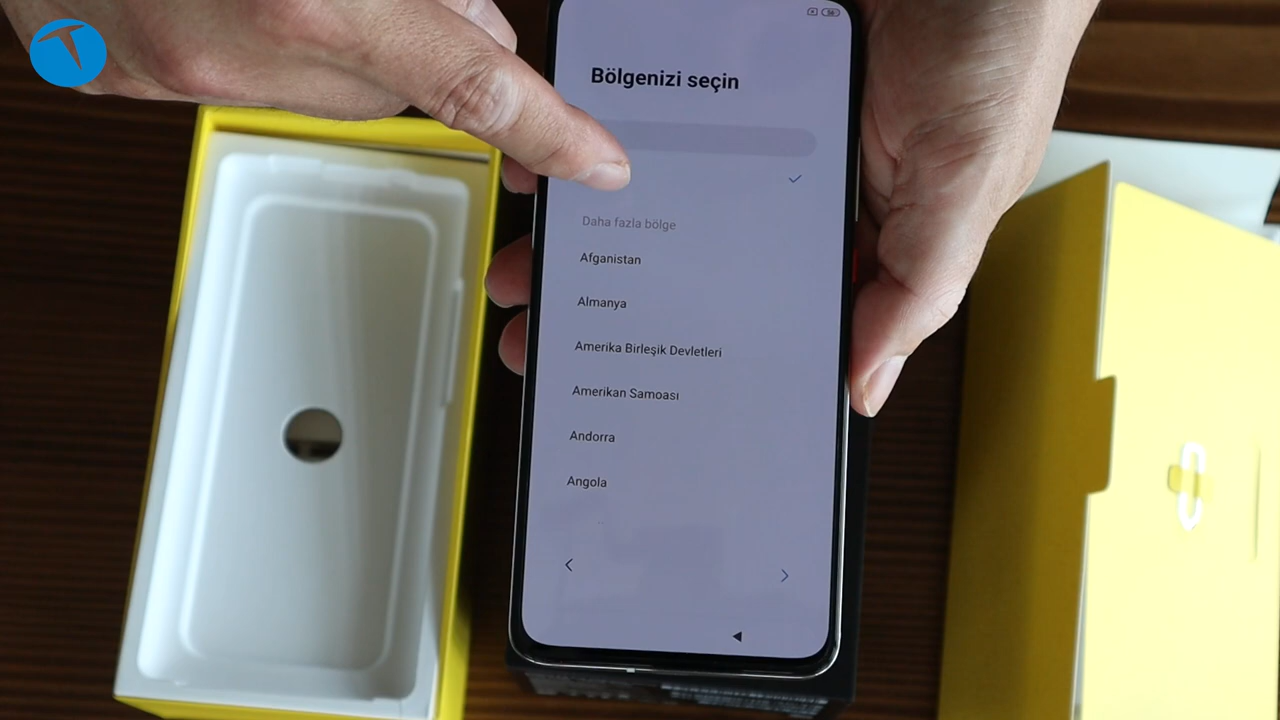 Bölgenizi seçin
Daha fazla bölge
Afganistan
Almanya
Amerika Birleşik Devletleri
Amerikan Samoası
Andorra
Angola